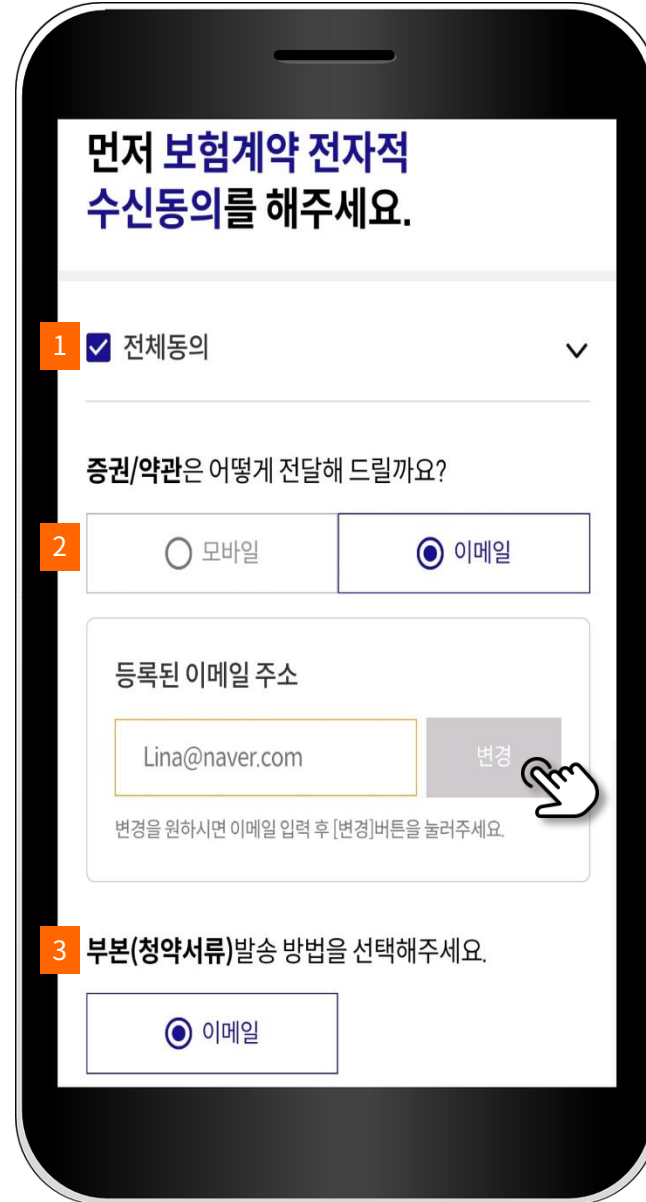 먼저 보험계약 전자적
수신동의를 해주세요.
1 전체동의
증권/약관은 어떻게 전달해 드릴까요?
2 모바일 이메일
등록된 이메일 주소
Lina@naver.com 변경
변경을 원하시면 이메일 입력 후 [변경]버튼을 눌러주세요.
3 부본(청약서류)발송 방법을 선택해주세요.
이메일